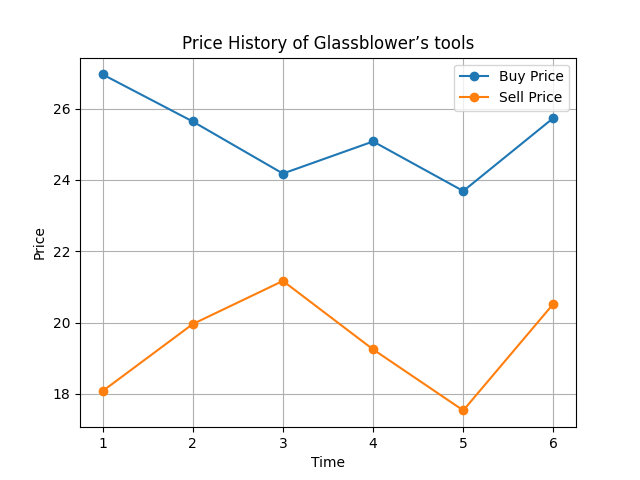 Price History of Glassblower’s tools
Buy Price
Sell Price
Price
26
24
22
20
18
1 2 3 4 5 6
Time